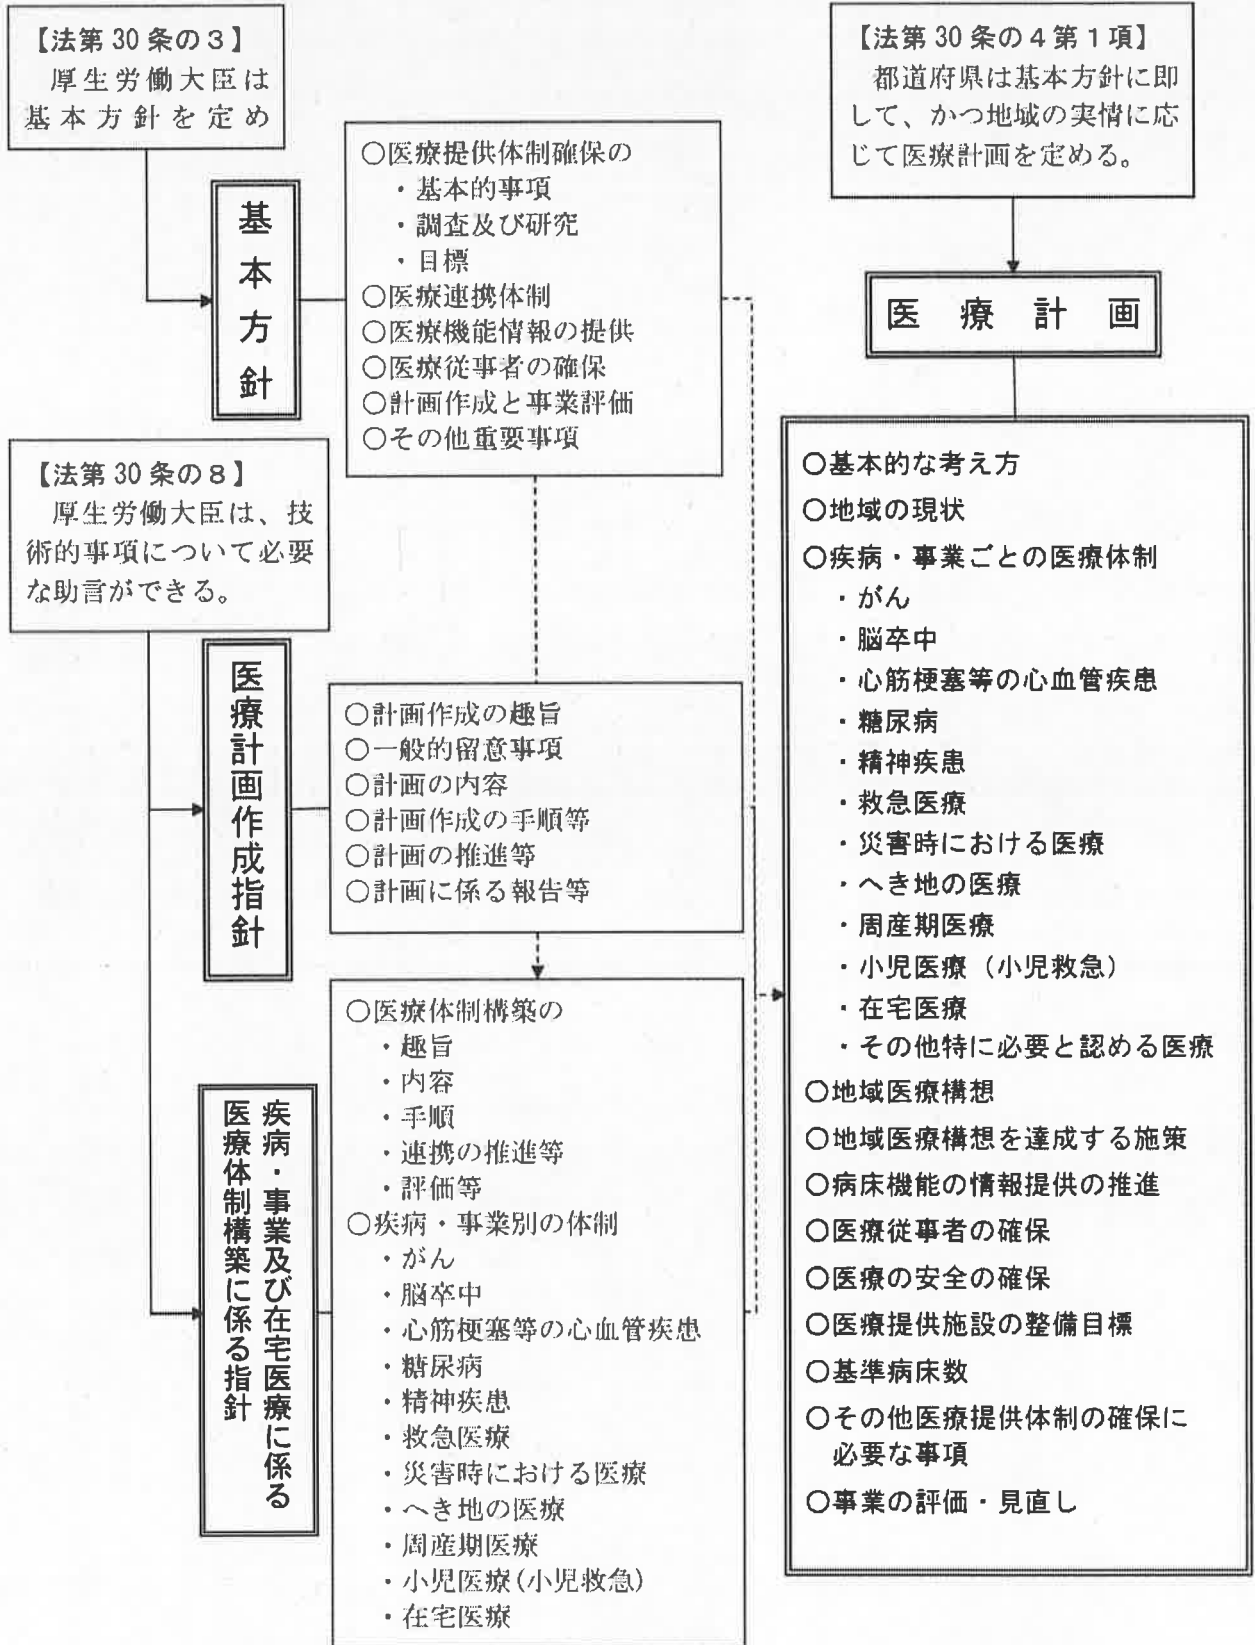 【法第30条の3】
厚生労働大臣は
基本方針を定め
基本方針
○医療提供体制確保の
・基本的事項
・調査及び研究
・目標
○医療連携体制
○医療機能情報の提供
○医療従事者の確保
○計画作成と事業評価
○その他重要事項
【法第30条の8】
厚生労働大臣は、技
術的事項について必要
な助言ができる。
医療計画作成指針
○計画作成の趣旨
○一般的留意事項
○計画の内容
○計画作成の手順等
○計画の推進等
○計画に係る報告等
疾病・事業及び在宅医療に係る
医療体制構築に係る指針
○医療体制構築の
・趣旨
・内容
・手順
・連携の推進等
・評価等
○疾病・事業別の体制
・がん
・脳卒中
・心筋梗塞等の心血管疾患
・糖尿病
・精神疾患
・救急医療
・災害時における医療
・へき地の医療
・周産期医療
・小児医療(小児救急)
・在宅医療
【法第30条の4第1項】
都道府県は基本方針に即
して、かつ地域の実情に応
じて医療計画を定める。
医療計画
○基本的な考え方
○地域の現状
○疾病・事業ごとの医療体制
・がん
・脳卒中
・心筋梗塞等の心血管疾患
・糖尿病
・精神疾患
・救急医療
・災害時における医療
・へき地の医療
・周産期医療
・小児医療（小児救急）
・在宅医療
・その他特に必要と認める医療
○地域医療構想
○地域医療構想を達成する施策
○病床機能の情報提供の推進
○医療従事者の確保
○医療の安全の確保
○医療提供施設の整備目標
○基準病床数
○その他医療提供体制の確保に
必要な事項
○事業の評価・見直し